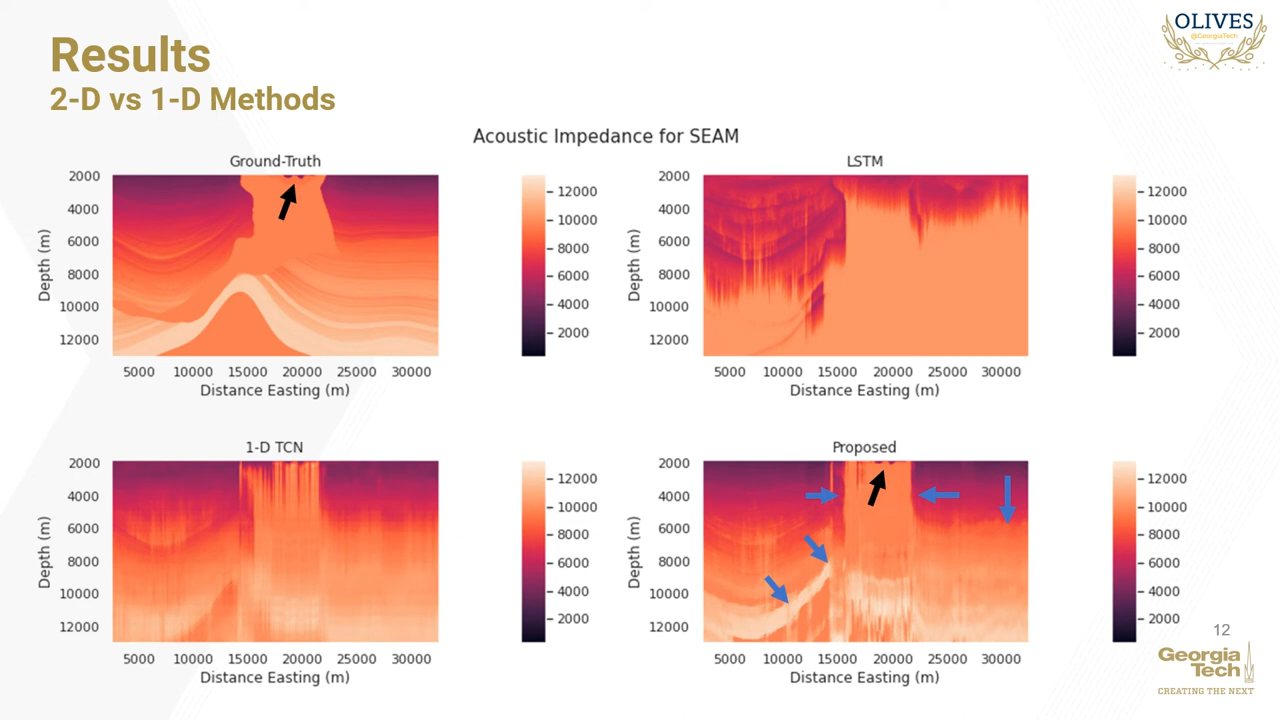 OLIVES
@GeorgiaTech
Results
2-D vs 1-D Methods
Acoustic Impedance for SEAM
Ground-Truth
2000
4000
6000
8000
10000
12000
Depth (m)
5000 10000 15000 20000 25000 30000
Distance Easting (m)
12000
10000
8000
6000
4000
2000
LSTM
2000
4000
6000
8000
10000
12000
Depth (m)
5000 10000 15000 20000 25000 30000
Distance Easting (m)
12000
10000
8000
6000
4000
2000
1-D TCN
2000
4000
6000
8000
10000
12000
Depth (m)
5000 10000 15000 20000 25000 30000
Distance Easting (m)
12000
10000
8000
6000
4000
2000
Proposed
2000
4000
6000
8000
10000
12000
Depth (m)
5000 10000 15000 20000 25000 30000
Distance Easting (m)
12000
10000
8000
6000
4000
2000
12
Georgia
Tech
CREATING THE NEXT